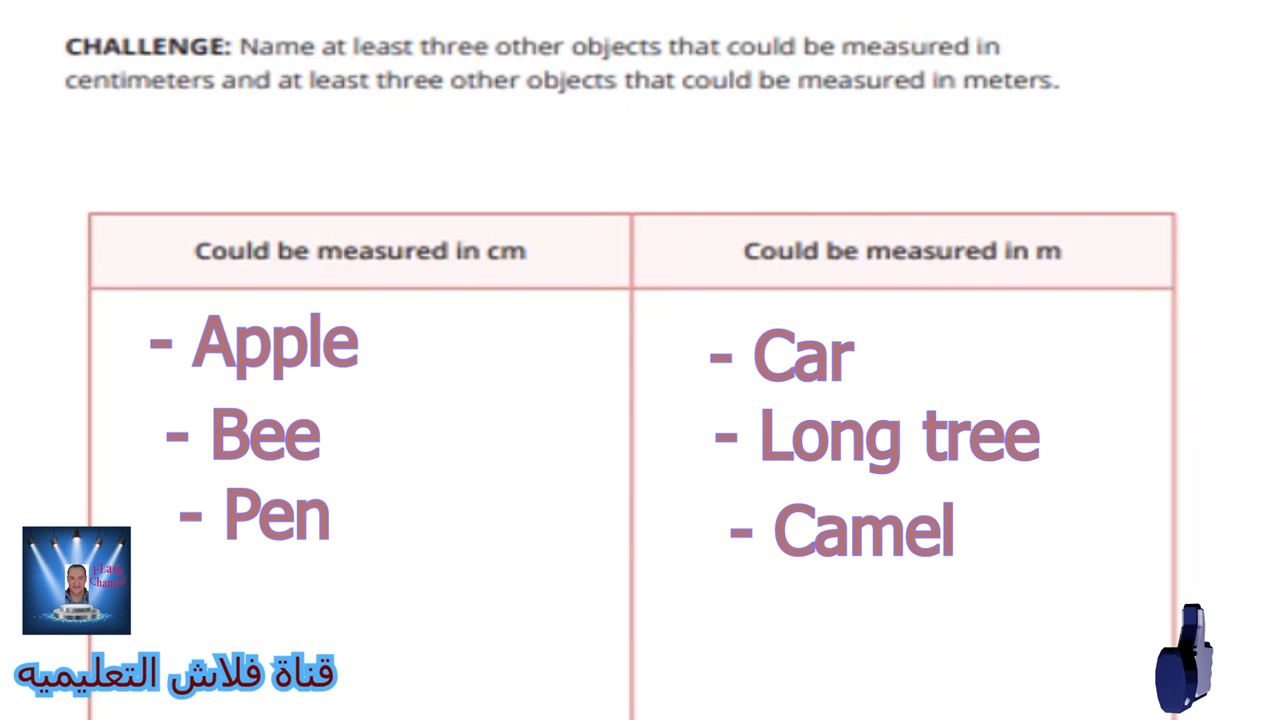 CHALLENGE: Name at least three other objects that could be measured in
centimeters and at least three other objects that could be measured in meters.
Could be measured in cm
Could be measured in m
- Apple
- Bee
- Pen
- Car
- Long tree
- Camel
قناة فلاش التعليميه